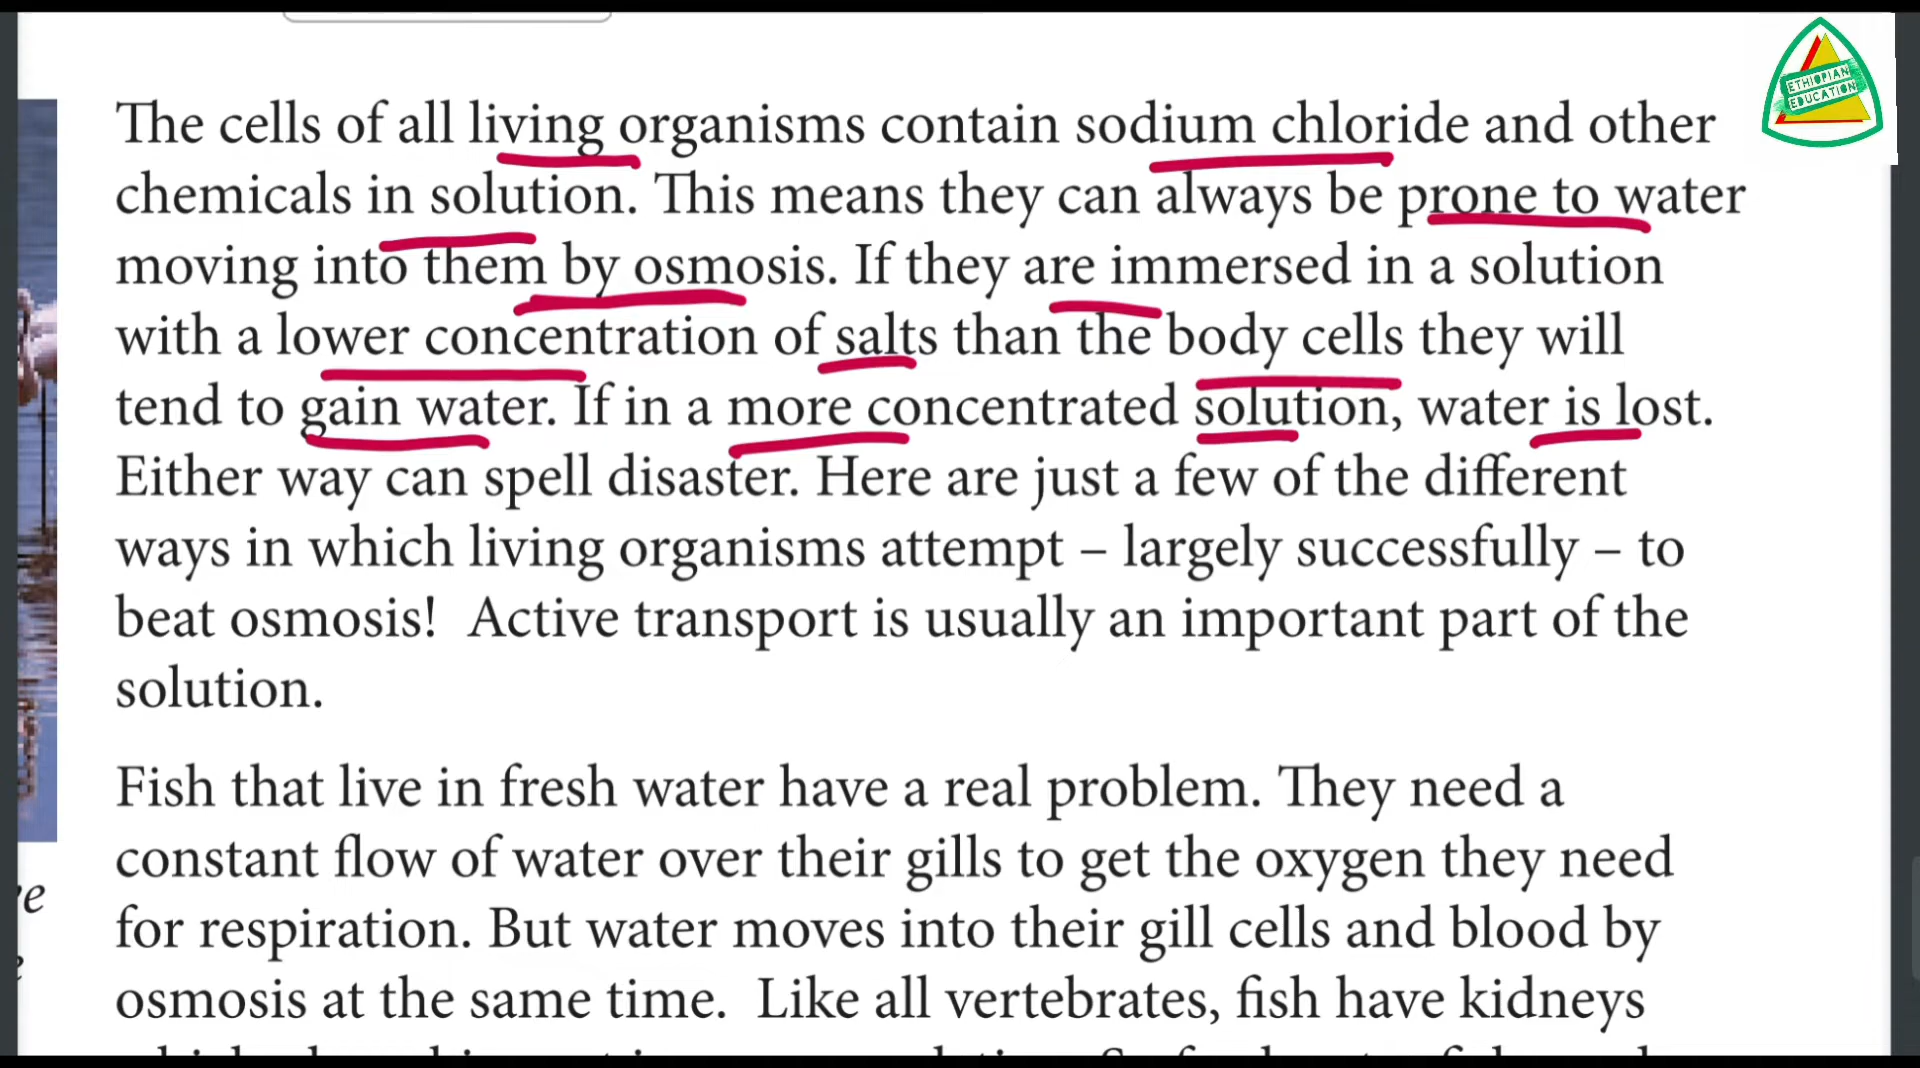 ETHIOPIAN
EDUCATION
The cells of all living organisms contain sodium chloride and other
chemicals in solution. This means they can always be prone to water
moving into them by osmosis. If they are immersed in a solution
with a lower concentration of salts than the body cells they will
tend to gain water. If in a more concentrated solution, water is lost.
Either way can spell disaster. Here are just a few of the different
ways in which living organisms attempt – largely successfully – to
beat osmosis! Active transport is usually an important part of the
solution.
Fish that live in fresh water have a real problem. They need a
constant flow of water over their gills to get the oxygen they need
for respiration. But water moves into their gill cells and blood by
osmosis at the same time. Like all vertebrates, fish have kidneys